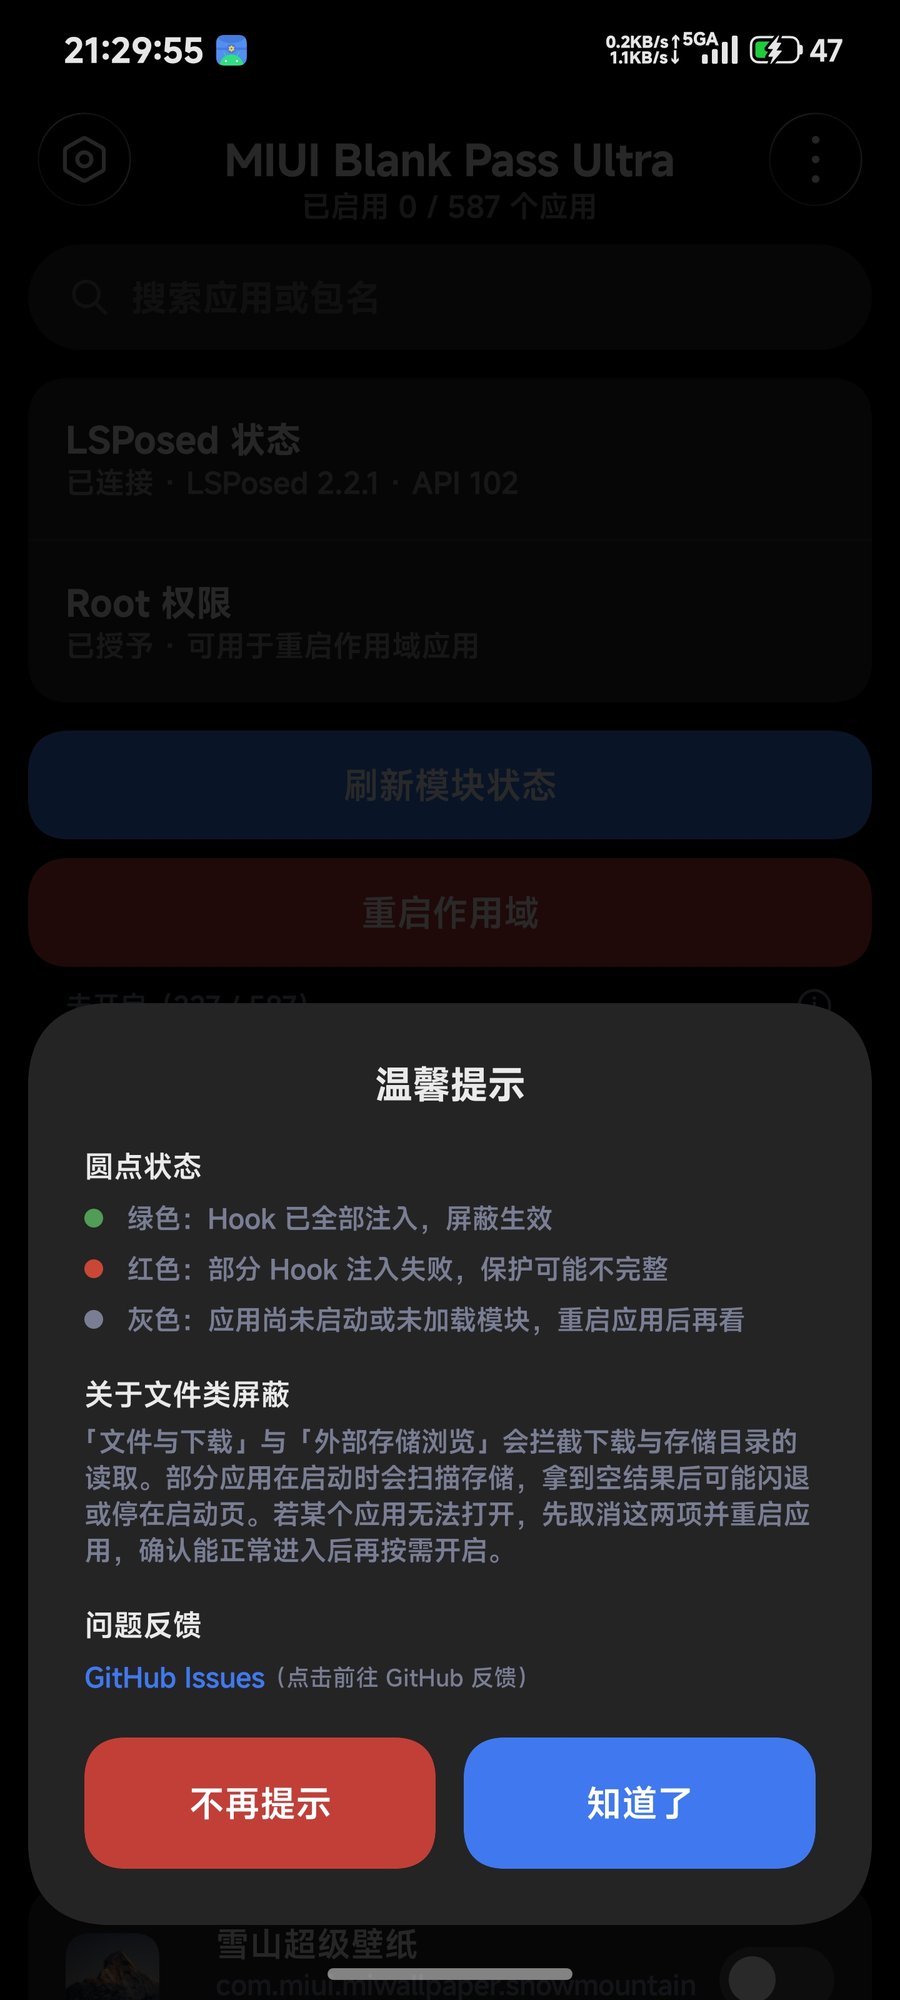 21:29:55
0.2KB/s↑ 5GA
1.1KB/s↓
47
MIUI Blank Pass Ultra
已启用 0 / 587 个应用
搜索应用或包名
LSPosed 状态
已连接 · LSPosed 2.2.1 · API 102
Root 权限
已授予 · 可用于重启作用域应用
刷新模块状态
重启作用域
未开启（337 / 587）
温馨提示
圆点状态
绿色：Hook 已全部注入，屏蔽生效
红色：部分 Hook 注入失败，保护可能不完整
灰色：应用尚未启动或未加载模块，重启应用后再看
关于文件类屏蔽
「文件与下载」与「外部存储浏览」会拦截下载与存储目录的
读取。部分应用在启动时会扫描存储，拿到空结果后可能闪退
或停在启动页。若某个应用无法打开，先取消这两项并重启应
用，确认能正常进入后再按需开启。
问题反馈
GitHub Issues（点击前往 GitHub 反馈）
不再提示
知道了
雪山超级壁纸
com.miui.miwallpaper.snowmountain